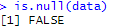 > is.null(data)
[1] FALSE